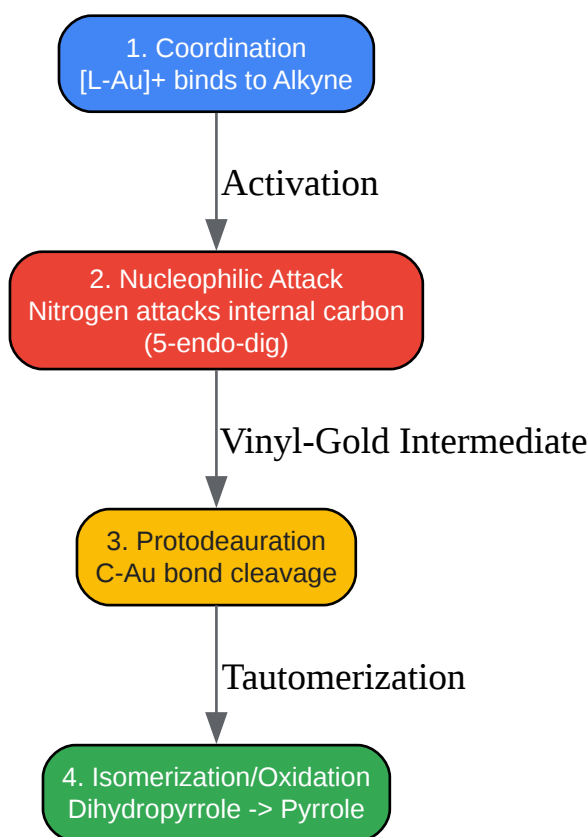 1. Coordination
[L-Au]+ binds to Alkyne
Activation
2. Nucleophilic Attack
Nitrogen attacks internal carbon
(5-endo-dig)
Vinyl-Gold Intermediate
3. Protodeauration
C-Au bond cleavage
Tautomerization
4. Isomerization/Oxidation
Dihydropyrrole -> Pyrrole